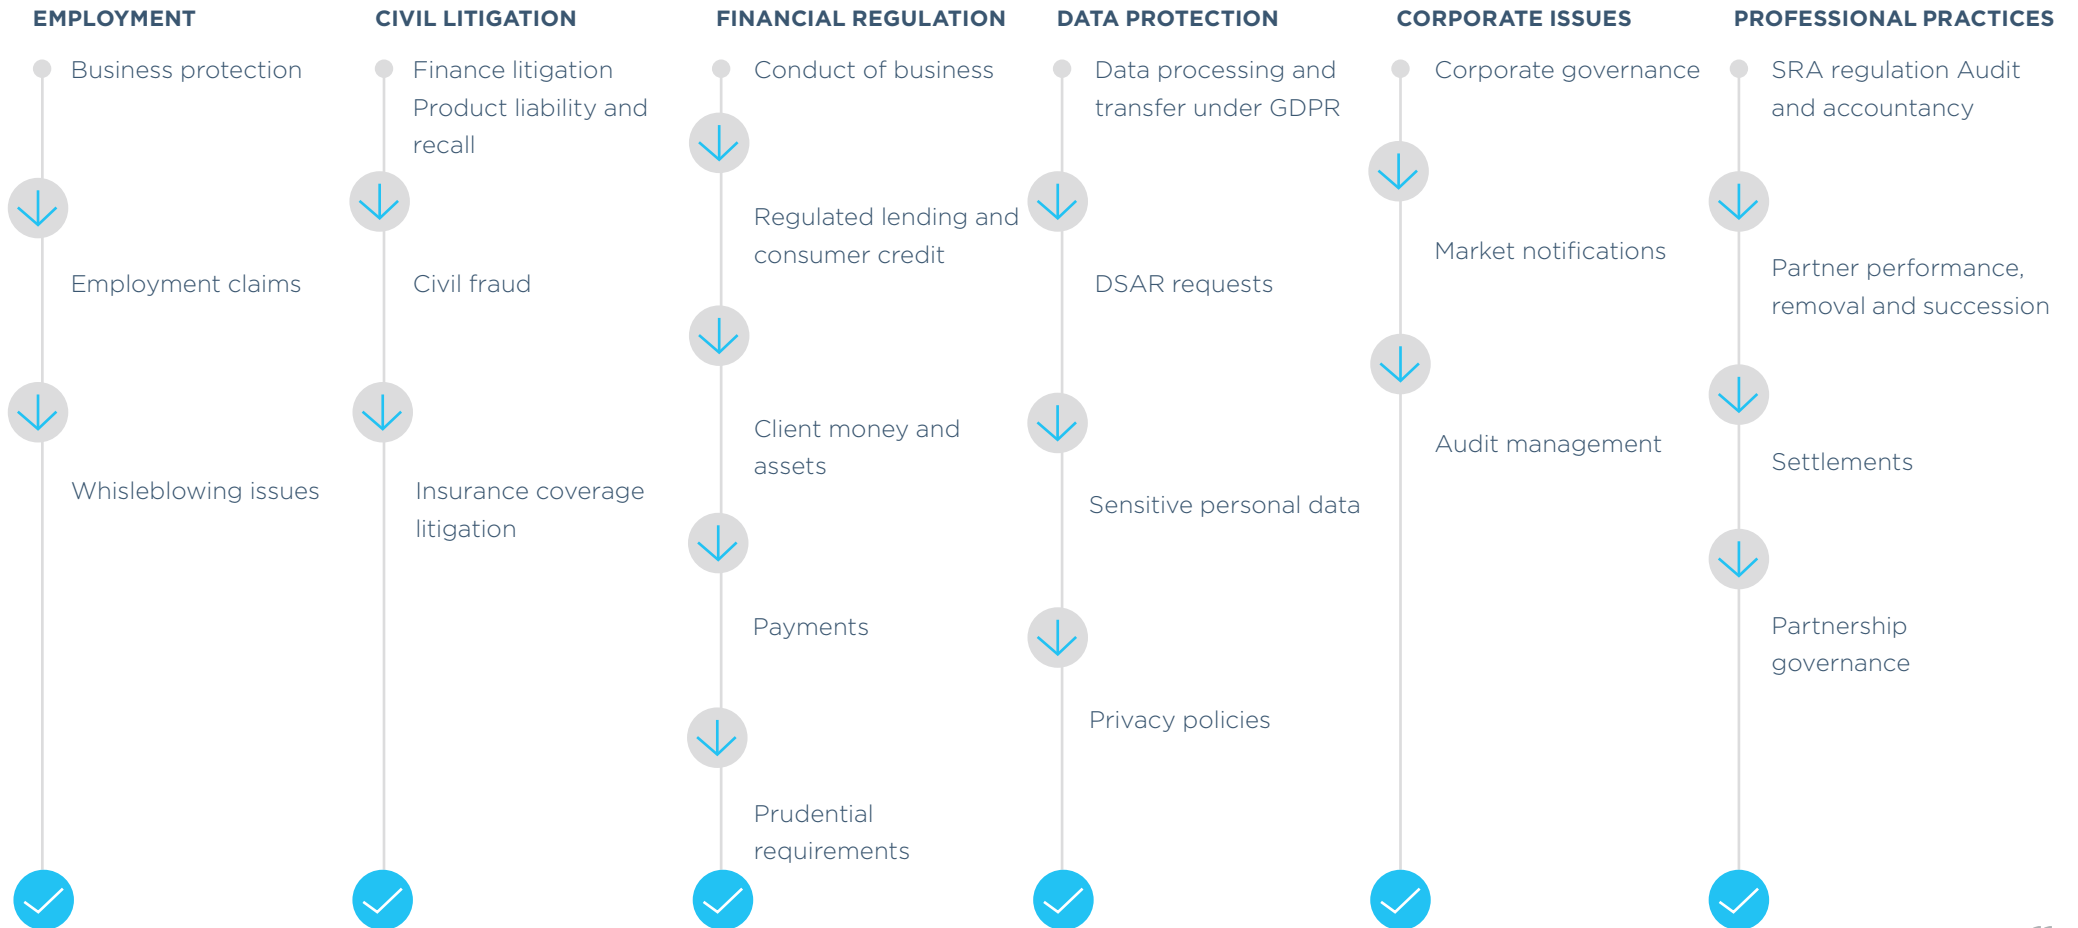 EMPLOYMENT
Business protection
Employment claims
Whisleblowing issues
CIVIL LITIGATION
Finance litigation
Product liability and
recall
Civil fraud
Insurance coverage
litigation
FINANCIAL REGULATION
Conduct of business
Regulated lending and
consumer credit
Client money and
assets
Payments
Prudential
requirements
DATA PROTECTION
Data processing and
transfer under GDPR
DSAR requests
Sensitive personal data
Privacy policies
CORPORATE ISSUES
Corporate governance
Market notifications
Audit management
PROFESSIONAL PRACTICES
SRA regulation Audit
and accountancy
Partner performance,
removal and succession
Settlements
Partnership
governance